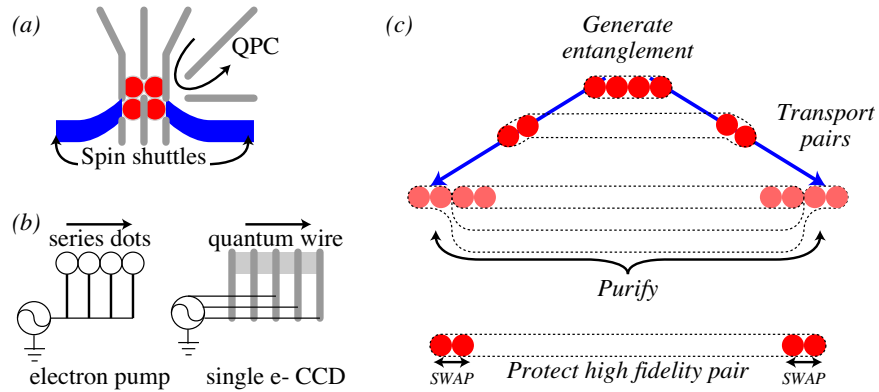 (a)
QPC
Spin shuttles
(b)
series dots
quantum wire
electron pump
single e- CCD
(c)
Generate
entanglement
Transport
pairs
Purify
Protect high fidelity pair
SWAP
SWAP